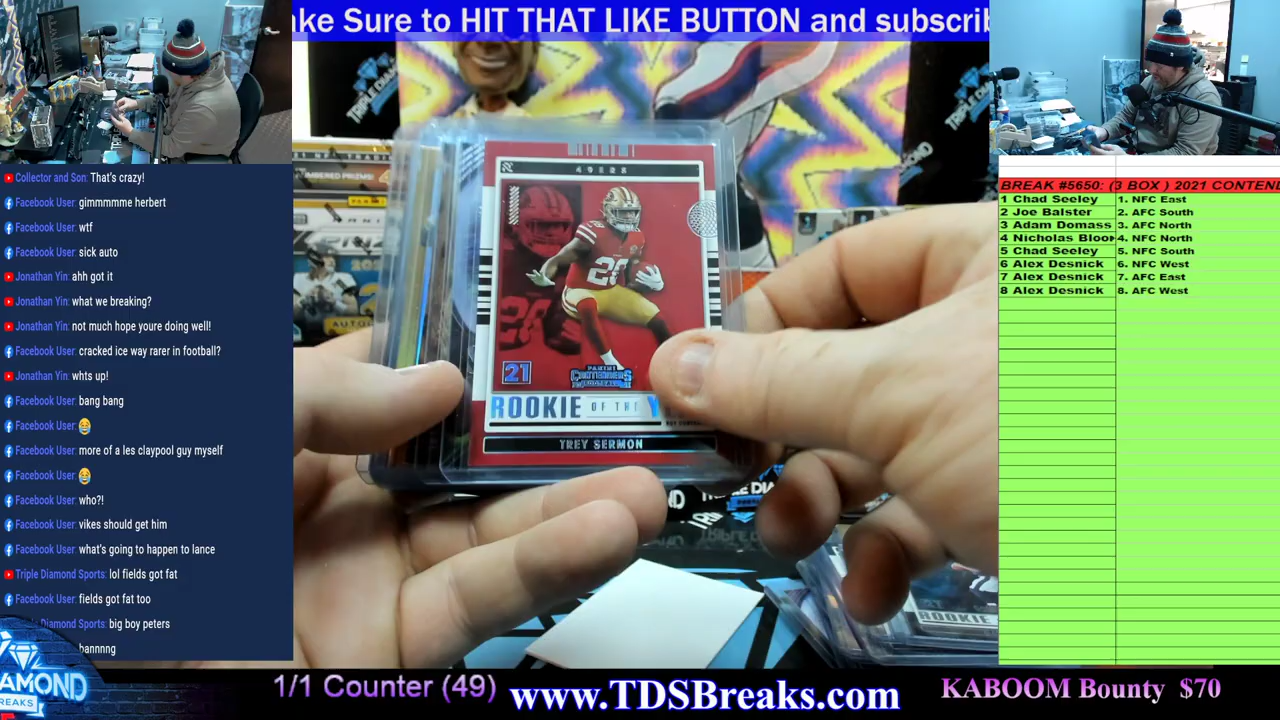 ke Sure to HIT THAT LIKE BUTTON and subscrib
Collector and Son: That's crazy!
Facebook User: gimmmmme herbert
Facebook User: wtf
Facebook User: sick auto
Jonathan Yin: ahh got it
Jonathan Yin: what we breaking?
Jonathan Yin: not much hope youre doing well!
Facebook User: cracked ice way rarer in football?
Jonathan Yin: whts up!
Facebook User: bang bang
Facebook User: 😂
Facebook User: more of a les claypool guy myself
Facebook User: 😂
Facebook User: who?!
Facebook User: vikes should get him
Facebook User: what's going to happen to lance
Triple Diamond Sports: lol fields got fat
Facebook User: fields got fat too
Diamond Sports: big boy peters
bannnng
49ERS
28
21
PANINI
CONTENDERS
FOOTBALL
ROOKIE OF THE Y
TREY SERMON
BREAK #5650: (3 BOX ) 2021 CONTEND
1 Chad Seeley 1. NFC East
2 Joe Balster 2. AFC South
3 Adam Domass 3. AFC North
4 Nicholas Bloor 4. NFC North
5 Chad Seeley 5. NFC South
6 Alex Desnick 6. NFC West
7 Alex Desnick 7. AFC East
8 Alex Desnick 8. AFC West
AMOND
BREAKS
1/1 Counter (49)
www.TDSBreaks.com
KABOOM Bounty $70